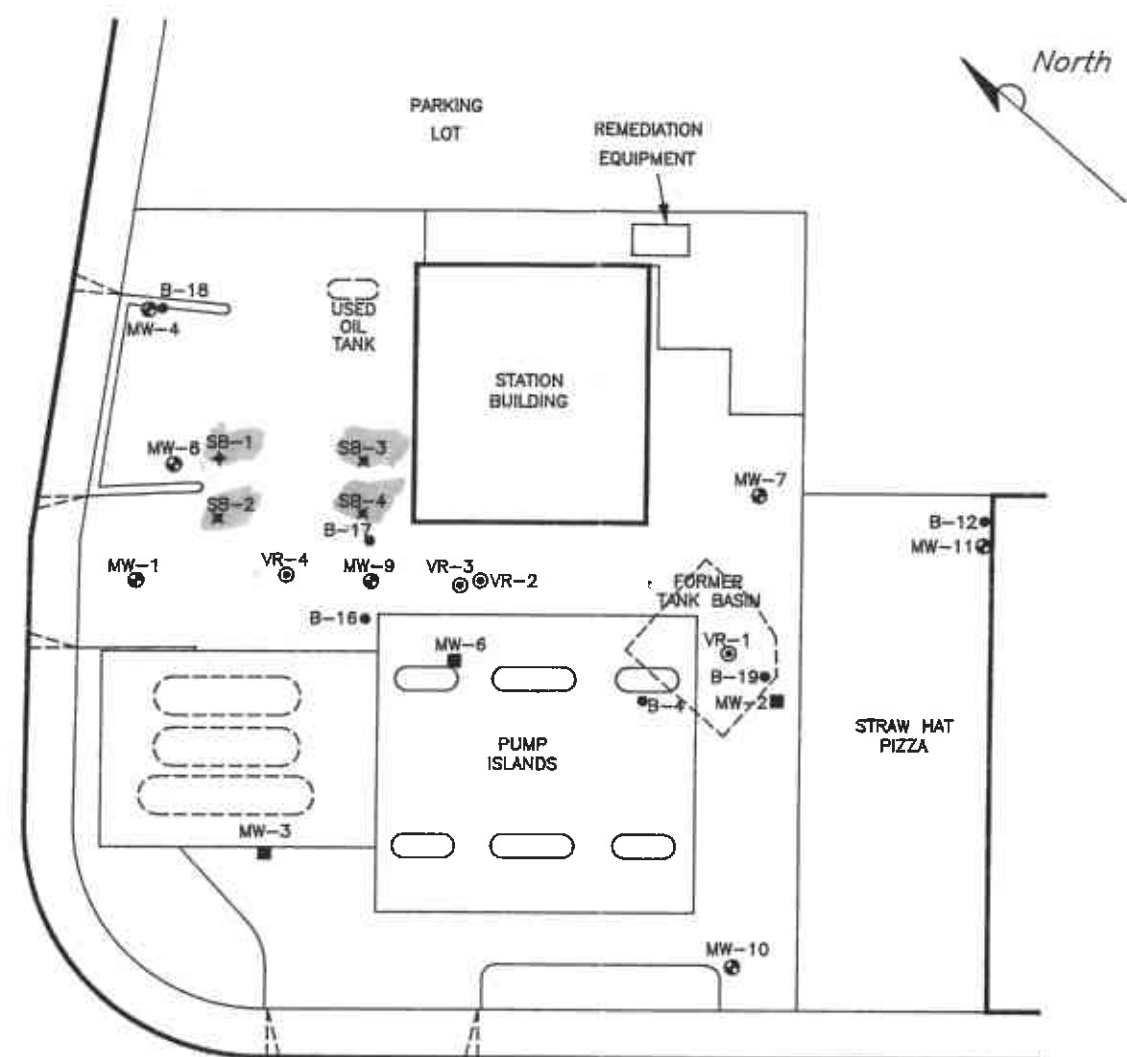 North
PARKING
LOT
REMEDIATION
EQUIPMENT
B-18
MW-4
USED
OIL
TANK
STATION
BUILDING
MW-8
SB-1
SB-3
SB-2
SB-4
B-17
MW-7
B-12
MW-11
MW-1
VR-4
MW-9
VR-3
VR-2
FORMER
TANK BASIN
B-16
MW-6
VR-1
B-19
B-4
MW-2
PUMP
ISLANDS
STRAW HAT
PIZZA
MW-3
MW-10